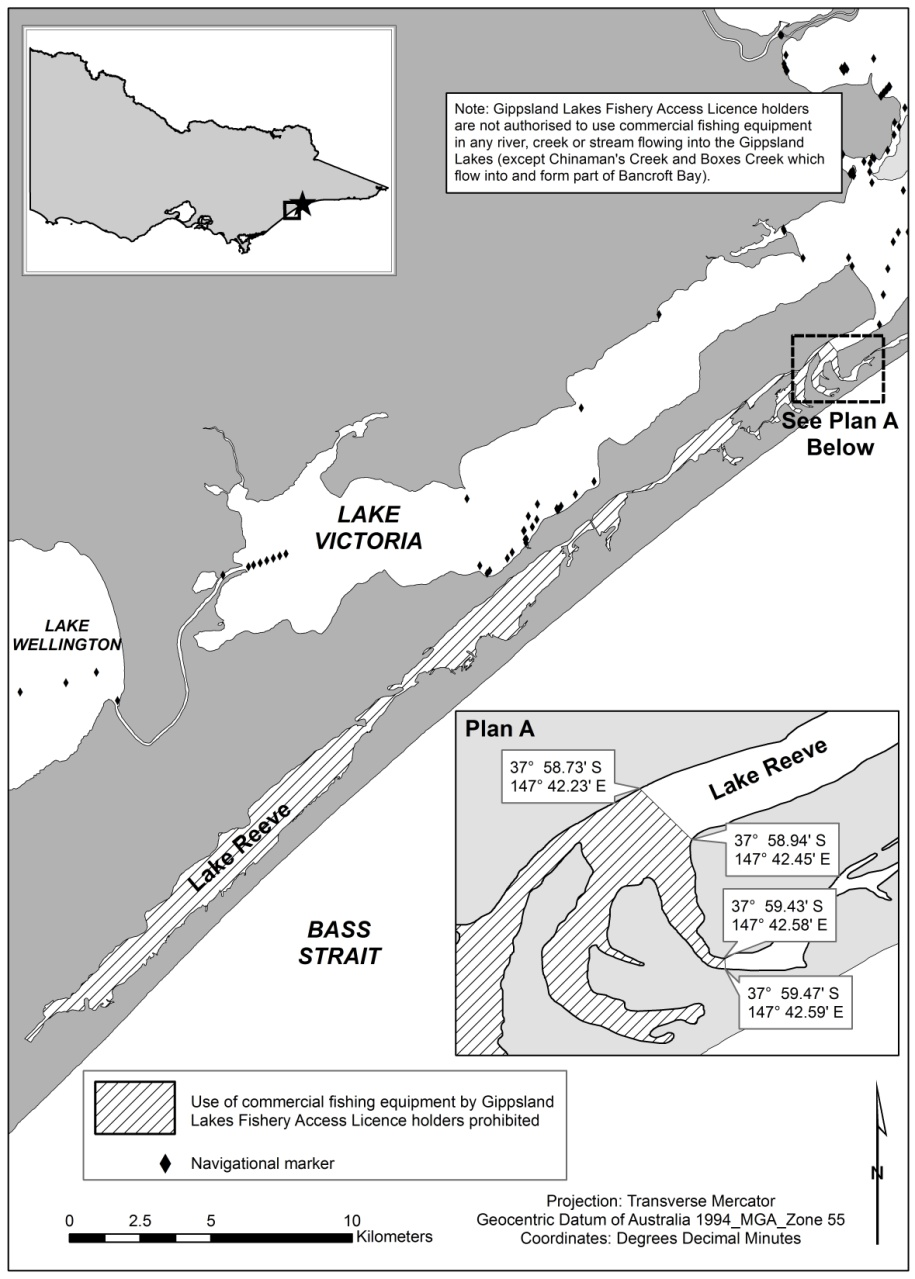 Note: Gippsland Lakes Fishery Access Licence holders
are not authorised to use commercial fishing equipment
in any river, creek or stream flowing into the Gippsland
Lakes (except Chinaman's Creek and Boxes Creek which
flow into and form part of Bancroft Bay).
See Plan A
Below
LAKE
VICTORIA
LAKE
WELLINGTON
Lake Reeve
BASS
STRAIT
Plan A
37° 58.73' S
147° 42.23' E
Lake Reeve
37° 58.94' S
147° 42.45' E
37° 59.43' S
147° 42.58' E
37° 59.47' S
147° 42.59' E
Use of commercial fishing equipment by Gippsland
Lakes Fishery Access Licence holders prohibited
Navigational marker
N
0 2.5 5 10
Kilometers
Projection: Transverse Mercator
Geocentric Datum of Australia 1994_MGA_Zone 55
Coordinates: Degrees Decimal Minutes